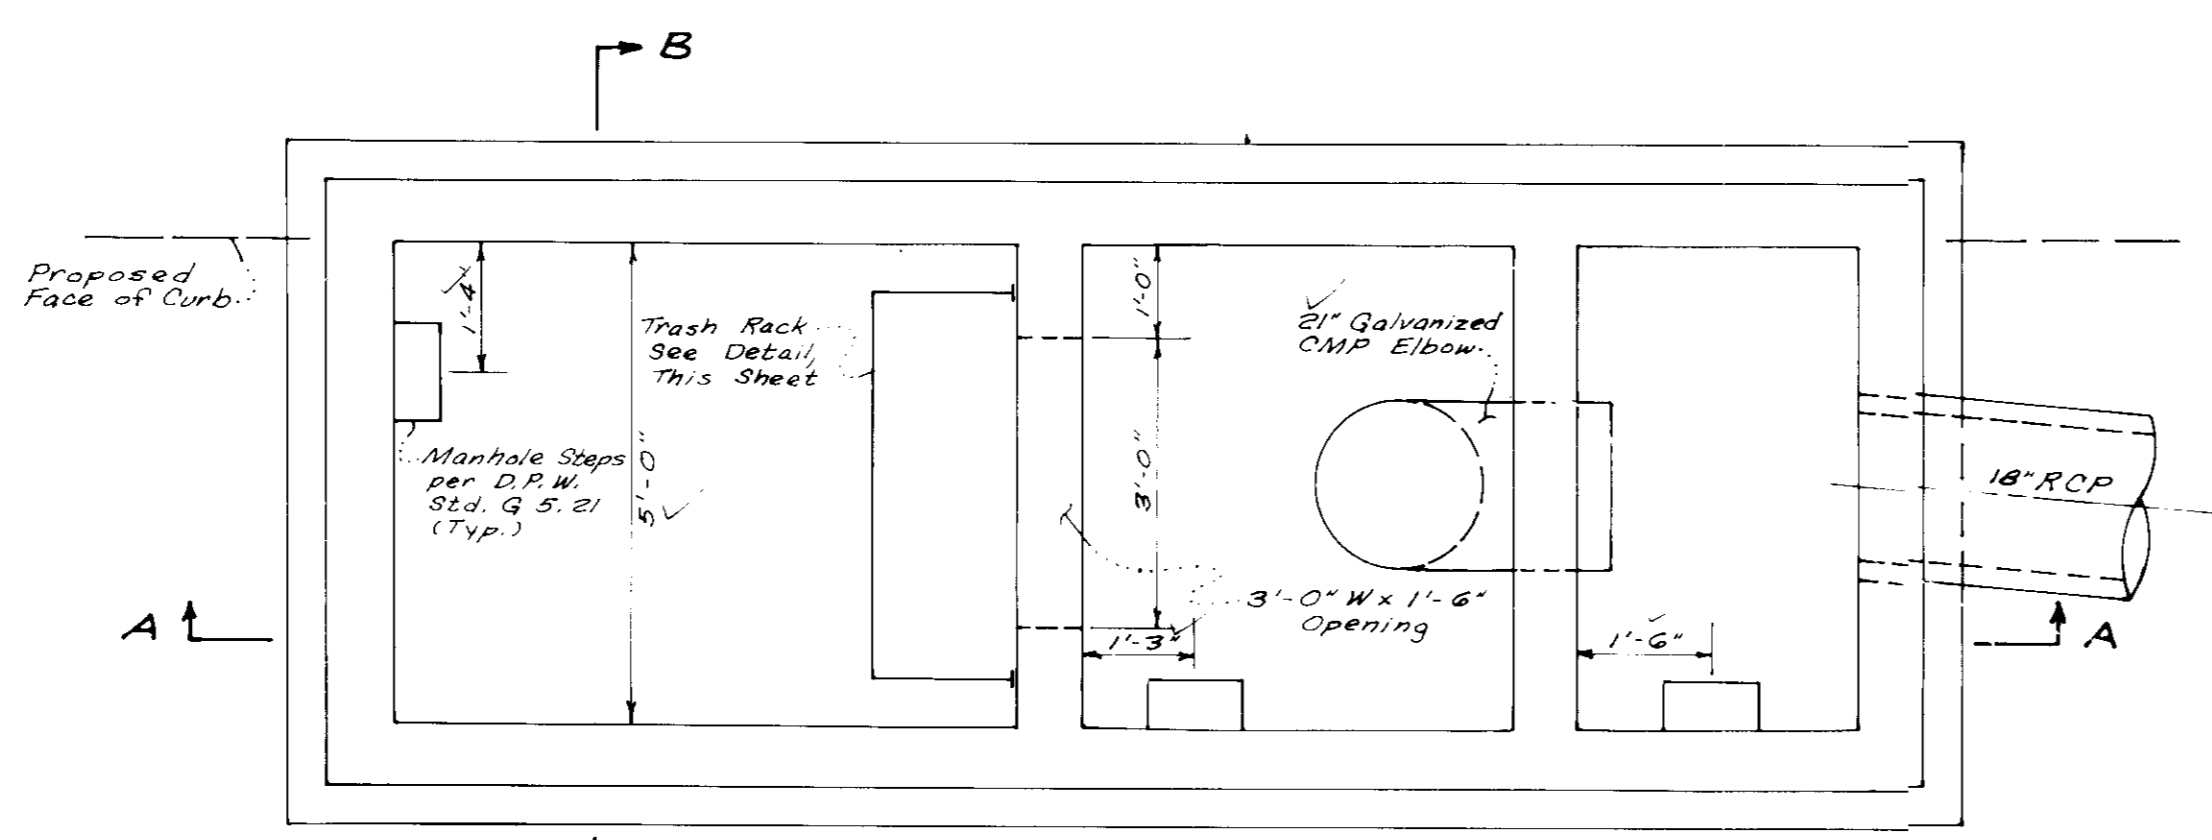 B
Proposed
Face of Curb
1'-4"
Trash Rack
See Detail,
This Sheet
1'-0"
21" Galvanized
CMP Elbow
Manhole Steps
per D.P.W.
Std. G 5.21
(Typ.)
5'-0"
3'-0"
18" RCP
3'-0" W x 1'-6"
Opening
A
1'-3"
1'-6"
A